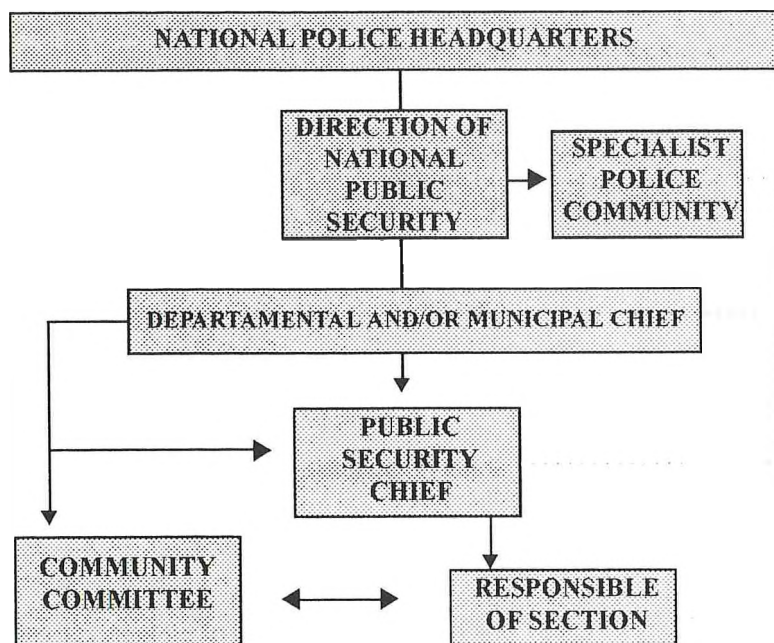 NATIONAL POLICE HEADQUARTERS
DIRECTION OF
NATIONAL
PUBLIC
SECURITY
SPECIALIST
POLICE
COMMUNITY
DEPARTAMENTAL AND/OR MUNICIPAL CHIEF
PUBLIC
SECURITY
CHIEF
COMMUNITY
COMMITTEE
RESPONSIBLE
OF SECTION